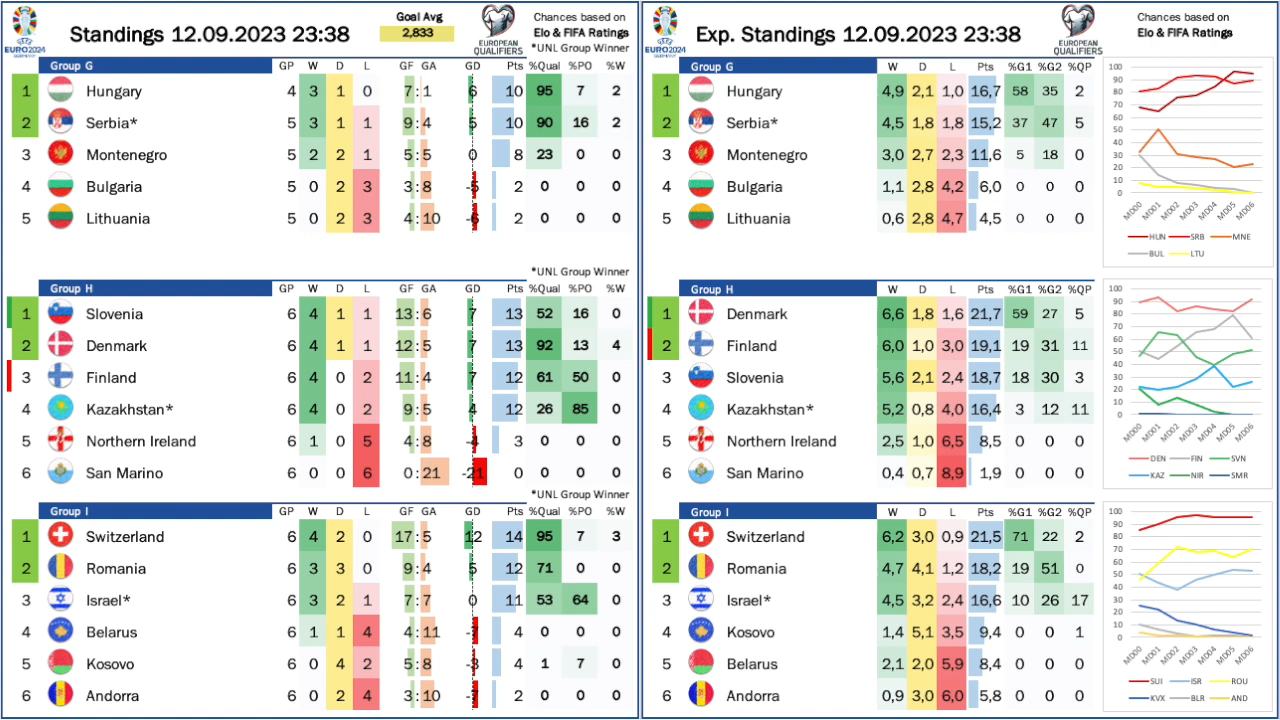 EURO2024
GERMANY
Standings 12.09.2023 23:38
Goal Avg
2,833
EUROPEAN
QUALIFIERS
Chances based on
Elo & FIFA Ratings
*UNL Group Winner
Group G GP W D L GF GA GD Pts %Qual %PO %W
1 Hungary 4 3 1 0 7:1 6 10 95 7 2
2 Serbia* 5 3 1 1 9:4 5 10 90 16 2
3 Montenegro 5 2 2 1 5:5 0 8 23 0 0
4 Bulgaria 5 0 2 3 3:8 -5 2 0 0 0
5 Lithuania 5 0 2 3 4:10 -6 2 0 0 0
*UNL Group Winner
Group H GP W D L GF GA GD Pts %Qual %PO %W
1 Slovenia 6 4 1 1 13:6 7 13 52 16 0
2 Denmark 6 4 1 1 12:5 7 13 92 13 4
3 Finland 6 4 0 2 11:4 7 12 61 50 0
4 Kazakhstan* 6 4 0 2 9:5 4 12 26 85 0
5 Northern Ireland 6 1 0 5 4:8 -4 3 0 0 0
6 San Marino 6 0 0 6 0:21 -21 0 0 0 0
*UNL Group Winner
Group I GP W D L GF GA GD Pts %Qual %PO %W
1 Switzerland 6 4 2 0 17:5 12 14 95 7 3
2 Romania 6 3 3 0 9:4 5 12 71 0 0
3 Israel* 6 3 2 1 7:7 0 11 53 64 0
4 Belarus 6 1 1 4 4:11 -7 4 0 0 0
5 Kosovo 6 0 4 2 5:8 -3 4 1 7 0
6 Andorra 6 0 2 4 3:10 -7 2 0 0 0
EURO2024
GERMANY
Exp. Standings 12.09.2023 23:38
EUROPEAN
QUALIFIERS
Chances based on
Elo & FIFA Ratings
Group G W D L Pts %G1 %G2 %QP
1 Hungary 4,9 2,1 1,0 16,7 58 35 2
2 Serbia* 4,5 1,8 1,8 15,2 37 47 5
3 Montenegro 3,0 2,7 2,3 11,6 5 18 0
4 Bulgaria 1,1 2,8 4,2 6,0 0 0 0
5 Lithuania 0,6 2,8 4,7 4,5 0 0 0
100
90
80
70
60
50
40
30
20
10
0
MD00 MD01 MD02 MD03 MD04 MD05 MD06
HUN SRB MNE
BUL LTU
Group H W D L Pts %G1 %G2 %QP
1 Denmark 6,6 1,8 1,6 21,7 59 27 5
2 Finland 6,0 1,0 3,0 19,1 19 31 11
3 Slovenia 5,6 2,1 2,4 18,7 18 30 3
4 Kazakhstan* 5,2 0,8 4,0 16,4 3 12 11
5 Northern Ireland 2,5 1,0 6,5 8,5 0 0 0
6 San Marino 0,4 0,7 8,9 1,9 0 0 0
100
90
80
70
60
50
40
30
20
10
0
MD00 MD01 MD02 MD03 MD04 MD05 MD06
DEN FIN SVN
KAZ NIR SMR
Group I W D L Pts %G1 %G2 %QP
1 Switzerland 6,2 3,0 0,9 21,5 71 22 2
2 Romania 4,7 4,1 1,2 18,2 19 51 0
3 Israel* 4,5 3,2 2,4 16,6 10 26 17
4 Kosovo 1,4 5,1 3,5 9,4 0 0 1
5 Belarus 2,1 2,0 5,9 8,4 0 0 0
6 Andorra 0,9 3,0 6,0 5,8 0 0 0
100
90
80
70
60
50
40
30
20
10
0
MD00 MD01 MD02 MD03 MD04 MD05 MD06
SUI ISR ROU
KVX BLR AND